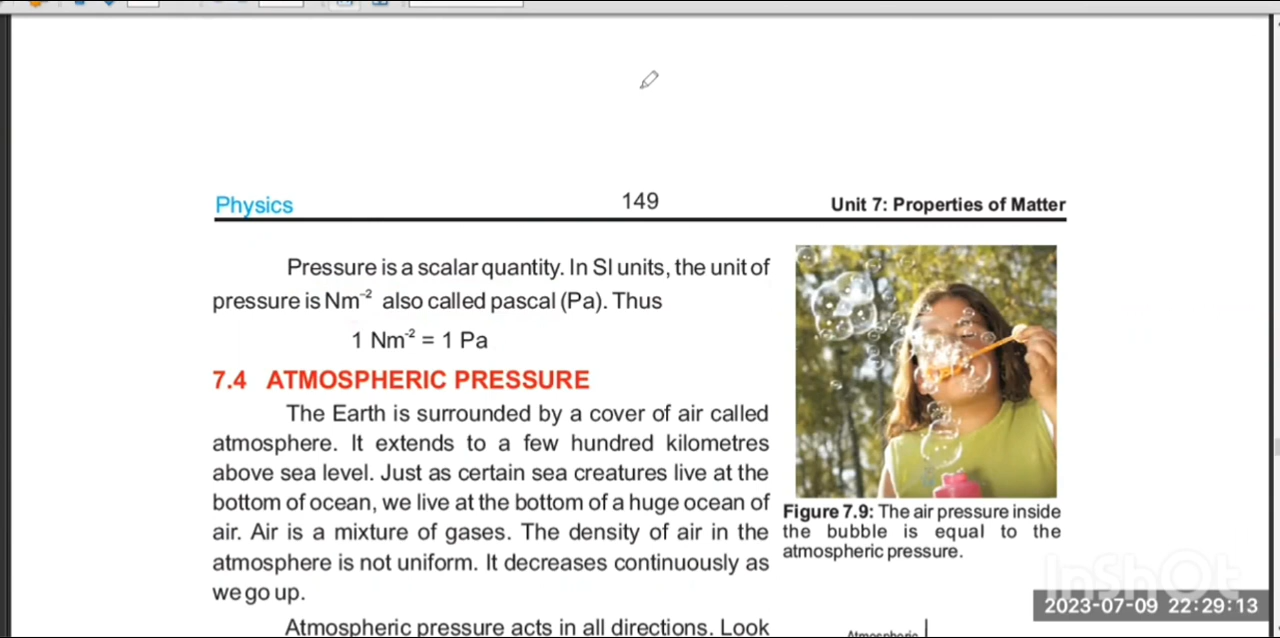 Physics
149
Unit 7: Properties of Matter
Pressure is a scalar quantity. In SI units, the unit of
pressure is Nm⁻² also called pascal (Pa). Thus
1 Nm⁻² = 1 Pa
7.4 ATMOSPHERIC PRESSURE
The Earth is surrounded by a cover of air called
atmosphere. It extends to a few hundred kilometres
above sea level. Just as certain sea creatures live at the
bottom of ocean, we live at the bottom of a huge ocean of
air. Air is a mixture of gases. The density of air in the
atmosphere is not uniform. It decreases continuously as
we go up.
Atmospheric pressure acts in all directions. Look
Figure 7.9: The air pressure inside
the bubble is equal to the
atmospheric pressure.
Atmospheric
InShOt
2023-07-09 22:29:13